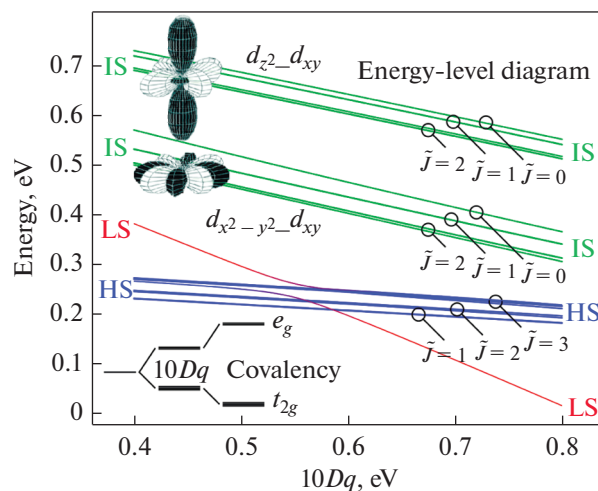 Energy-level diagram
d_{z^2}_d_{xy}
IS
IS
J̃ = 2
J̃ = 1
J̃ = 0
IS
d_{x^2 − y^2}_d_{xy}
IS
J̃ = 2
J̃ = 1
J̃ = 0
LS
HS
HS
J̃ = 1
J̃ = 2
J̃ = 3
LS
e_g
10Dq
Covalency
t_{2g}
Energy, eV
0.7
0.6
0.5
0.4
0.3
0.2
0.1
0
0.4
0.5
0.6
0.7
0.8
10Dq, eV